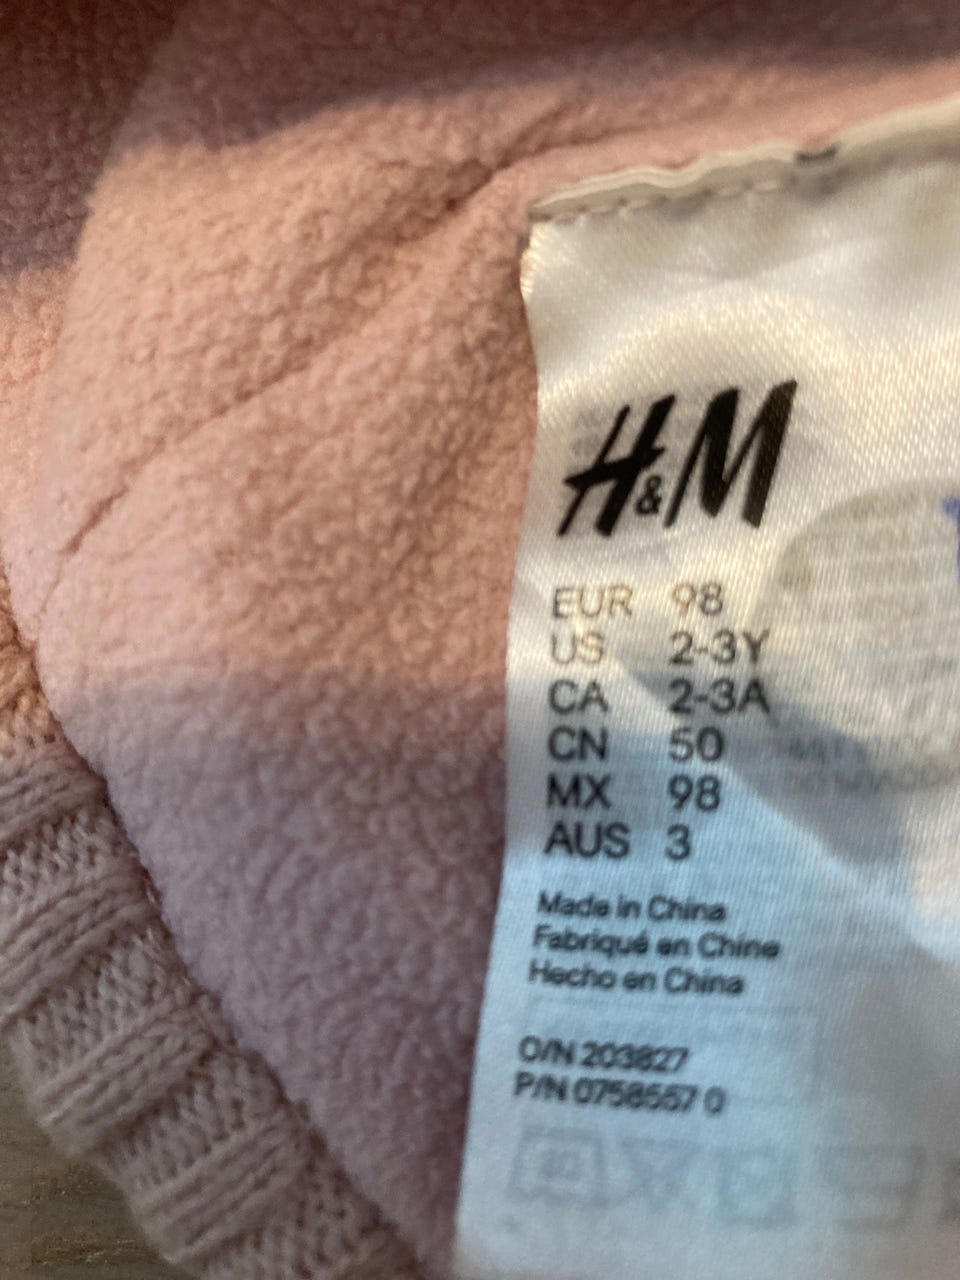 H&M
EUR 98
US 2-3Y
CA 2-3A
CN 50
MX 98
AUS 3
Made in China
Fabriqué en Chine
Hecho en China
O/N 203827
P/N 0758557 0